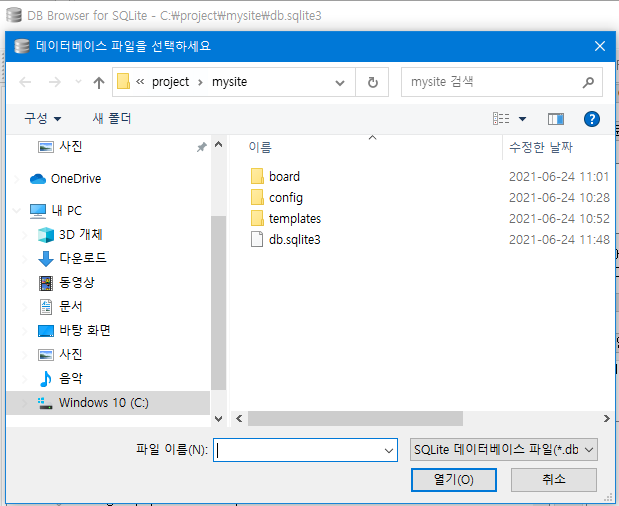 DB Browser for SQLite - C:₩project₩mysite₩db.sqlite3
데이터베이스 파일을 선택하세요
« project › mysite
mysite 검색
구성
새 폴더
사진
OneDrive
내 PC
3D 개체
다운로드
동영상
문서
바탕 화면
사진
음악
Windows 10 (C:)
이름 수정한 날짜
board 2021-06-24 11:01
config 2021-06-24 10:28
templates 2021-06-24 10:52
db.sqlite3 2021-06-24 11:48
파일 이름(N):
SQLite 데이터베이스 파일(*.db
열기(O) 취소